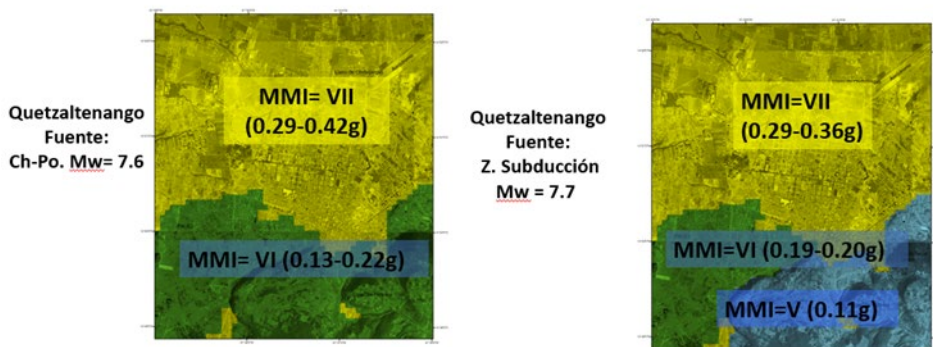 Quetzaltenango
Fuente:
Ch-Po. Mw= 7.6
MMI= VII
(0.29-0.42g)
MMI= VI (0.13-0.22g)
Quetzaltenango
Fuente:
Z. Subducción
Mw = 7.7
MMI=VII
(0.29-0.36g)
MMI=VI (0.19-0.20g)
MMI=V (0.11g)